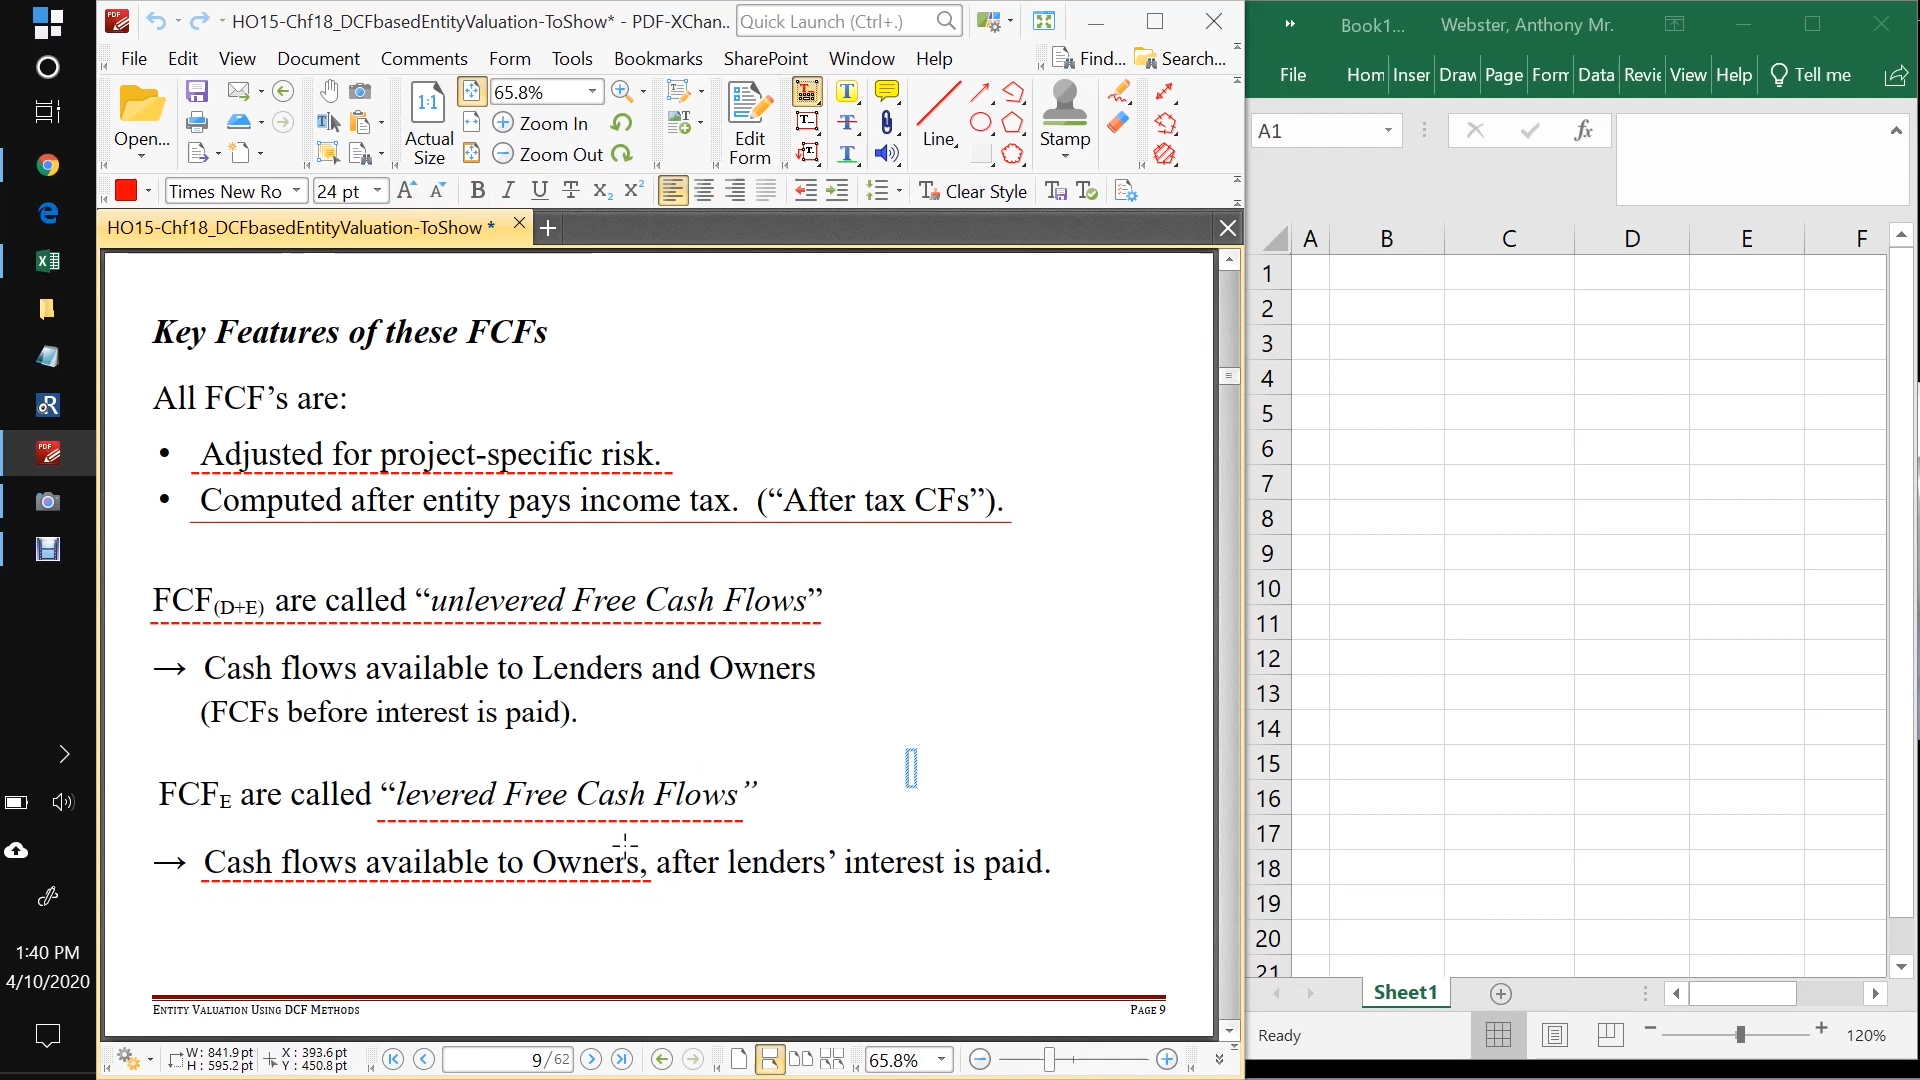 HO15-Chf18_DCFbasedEntityValuation-ToShow* - PDF-XChan..
Quick Launch (Ctrl+.)
File Edit View Document Comments Form Tools Bookmarks SharePoint Window Help
Find... Search...
Open...
1:1
Actual Size
65.8%
Zoom In
Zoom Out
Edit Form
Line
Stamp
Times New Ro
24 pt
Clear Style
HO15-Chf18_DCFbasedEntityValuation-ToShow *
Key Features of these FCFs
All FCF’s are:
• Adjusted for project-specific risk.
• Computed after entity pays income tax. (“After tax CFs”).
FCF(D+E) are called “unlevered Free Cash Flows”
→ Cash flows available to Lenders and Owners
(FCFs before interest is paid).
FCFE are called “levered Free Cash Flows”
→ Cash flows available to Owners, after lenders’ interest is paid.
ENTITY VALUATION USING DCF METHODS
PAGE 9
W: 841.9 pt
H: 595.2 pt
X: 393.6 pt
Y: 450.8 pt
9/62
65.8%
1:40 PM
4/10/2020
Book1...
Webster, Anthony Mr.
File Hom Inser Draw Page Form Data Revie View Help Tell me
A1
fx
A B C D E F
1
2
3
4
5
6
7
8
9
10
11
12
13
14
15
16
17
18
19
20
21
Sheet1
Ready
120%